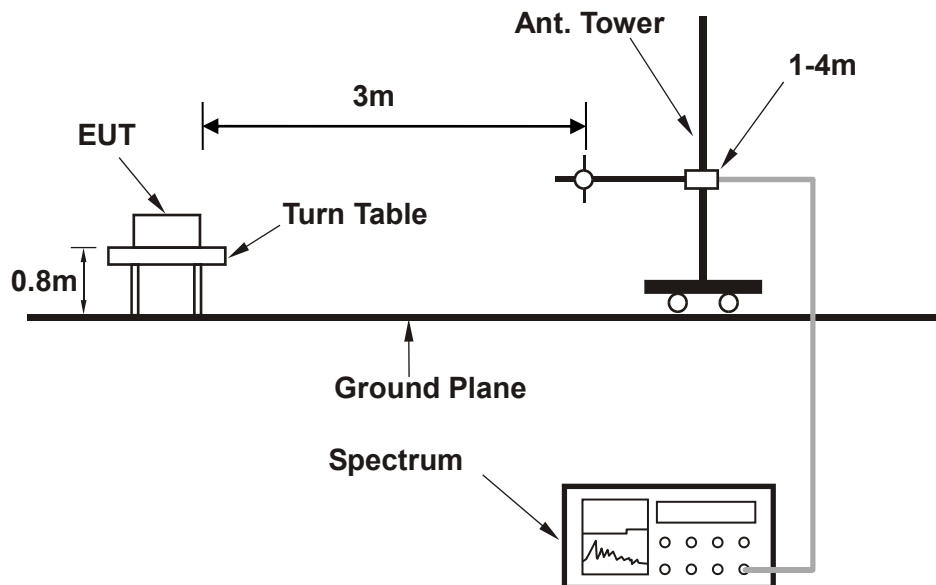 Ant. Tower
1-4m
3m
EUT
Turn Table
0.8m
Ground Plane
Spectrum